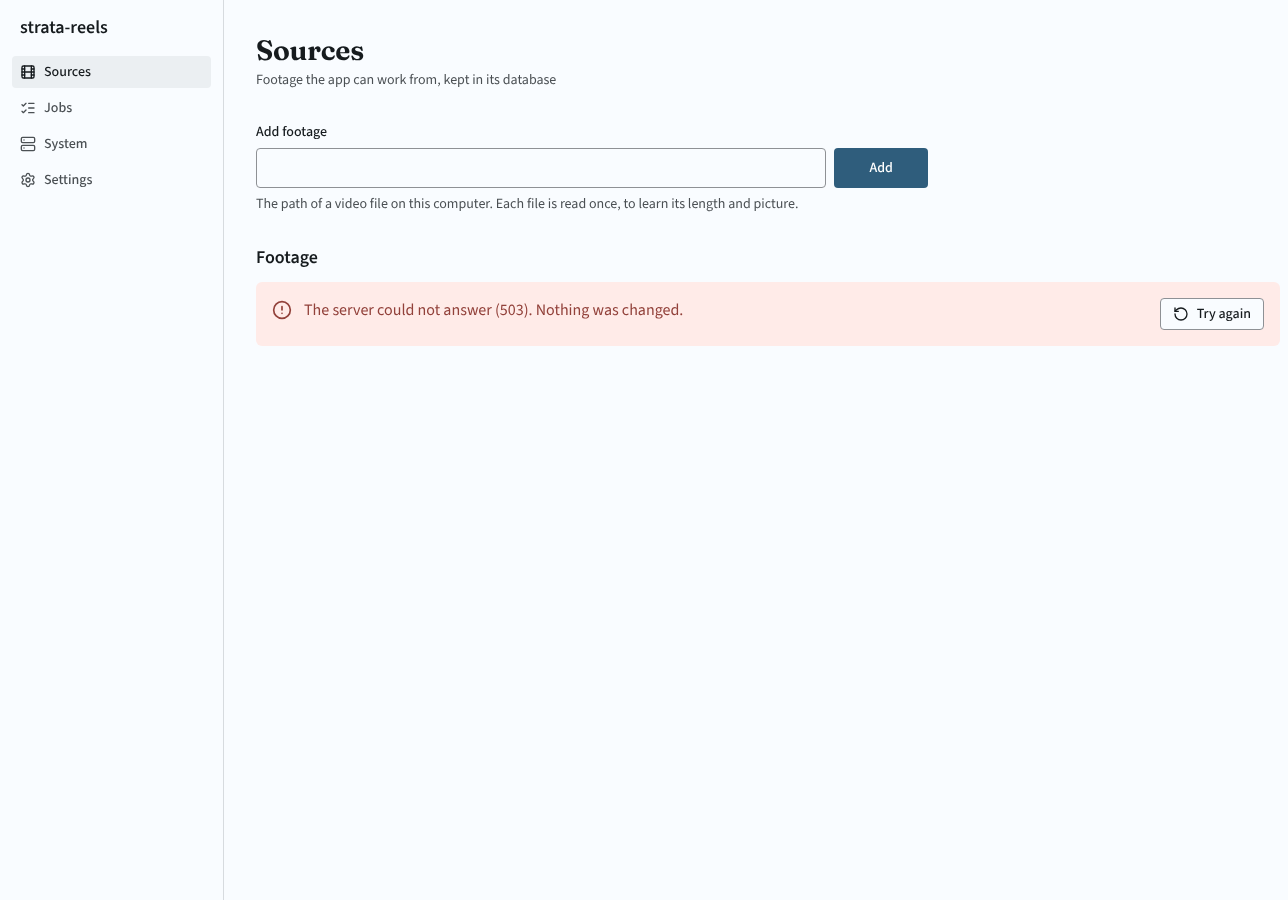 strata-reels
Sources
Jobs
System
Settings
Sources
Footage the app can work from, kept in its database
Add footage
Add
The path of a video file on this computer. Each file is read once, to learn its length and picture.
Footage
The server could not answer (503). Nothing was changed.
Try again